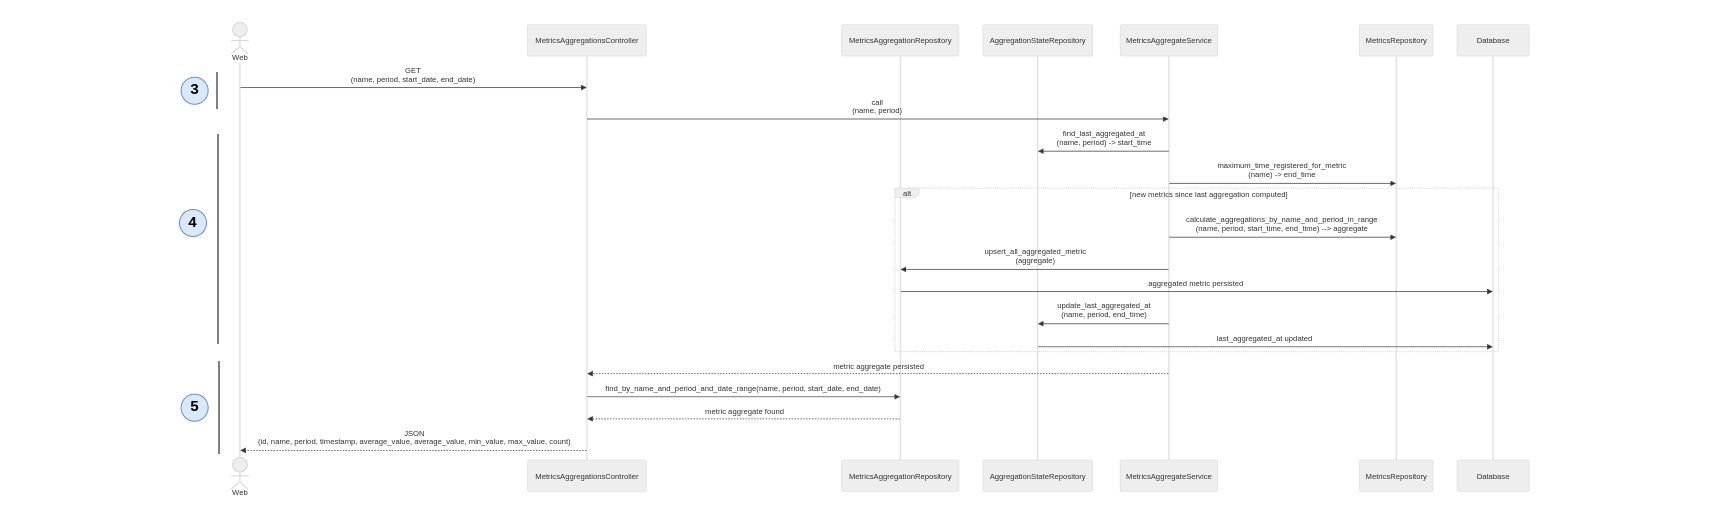 MetricsAggregationsController
MetricsAggregationRepository
AggregationStateRepository
MetricsAggregateService
MetricsRepository
Database
Web
3
GET
(name, period, start_date, end_date)
call
(name, period)
4
find_last_aggregated_at
(name, period) -> start_time
maximum_time_registered_for_metric
(name) -> end_time
alt
[new metrics since last aggregation computed]
calculate_aggregations_by_name_and_period_in_range
(name, period, start_time, end_time) --> aggregate
upsert_all_aggregated_metric
(aggregate)
aggregated metric persisted
update_last_aggregated_at
(name, period, end_time)
last_aggregated_at updated
5
metric aggregate persisted
find_by_name_and_period_and_date_range(name, period, start_date, end_date)
metric aggregate found
JSON
(id, name, period, timestamp, average_value, average_value, min_value, max_value, count)
MetricsAggregationsController
MetricsAggregationRepository
AggregationStateRepository
MetricsAggregateService
MetricsRepository
Database
Web